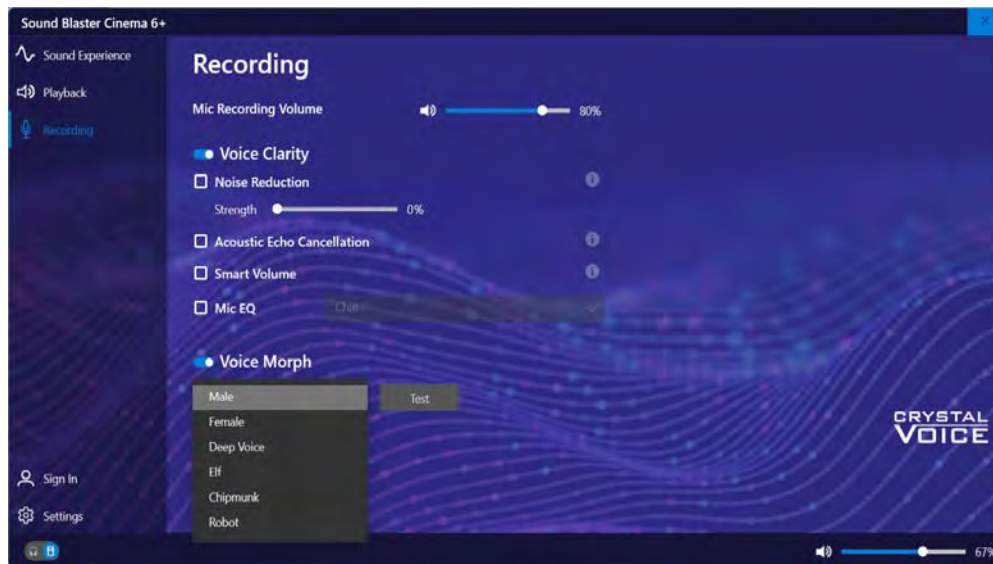 Sound Blaster Cinema 6+
Sound Experience
Playback
Recording
Sign In
Settings
Recording
Mic Recording Volume 80%
Voice Clarity
Noise Reduction
Strength 0%
Acoustic Echo Cancellation
Smart Volume
Mic EQ Chat
Voice Morph
Male Test
Female
Deep Voice
Elf
Chipmunk
Robot
CRYSTAL
VOICE
67%